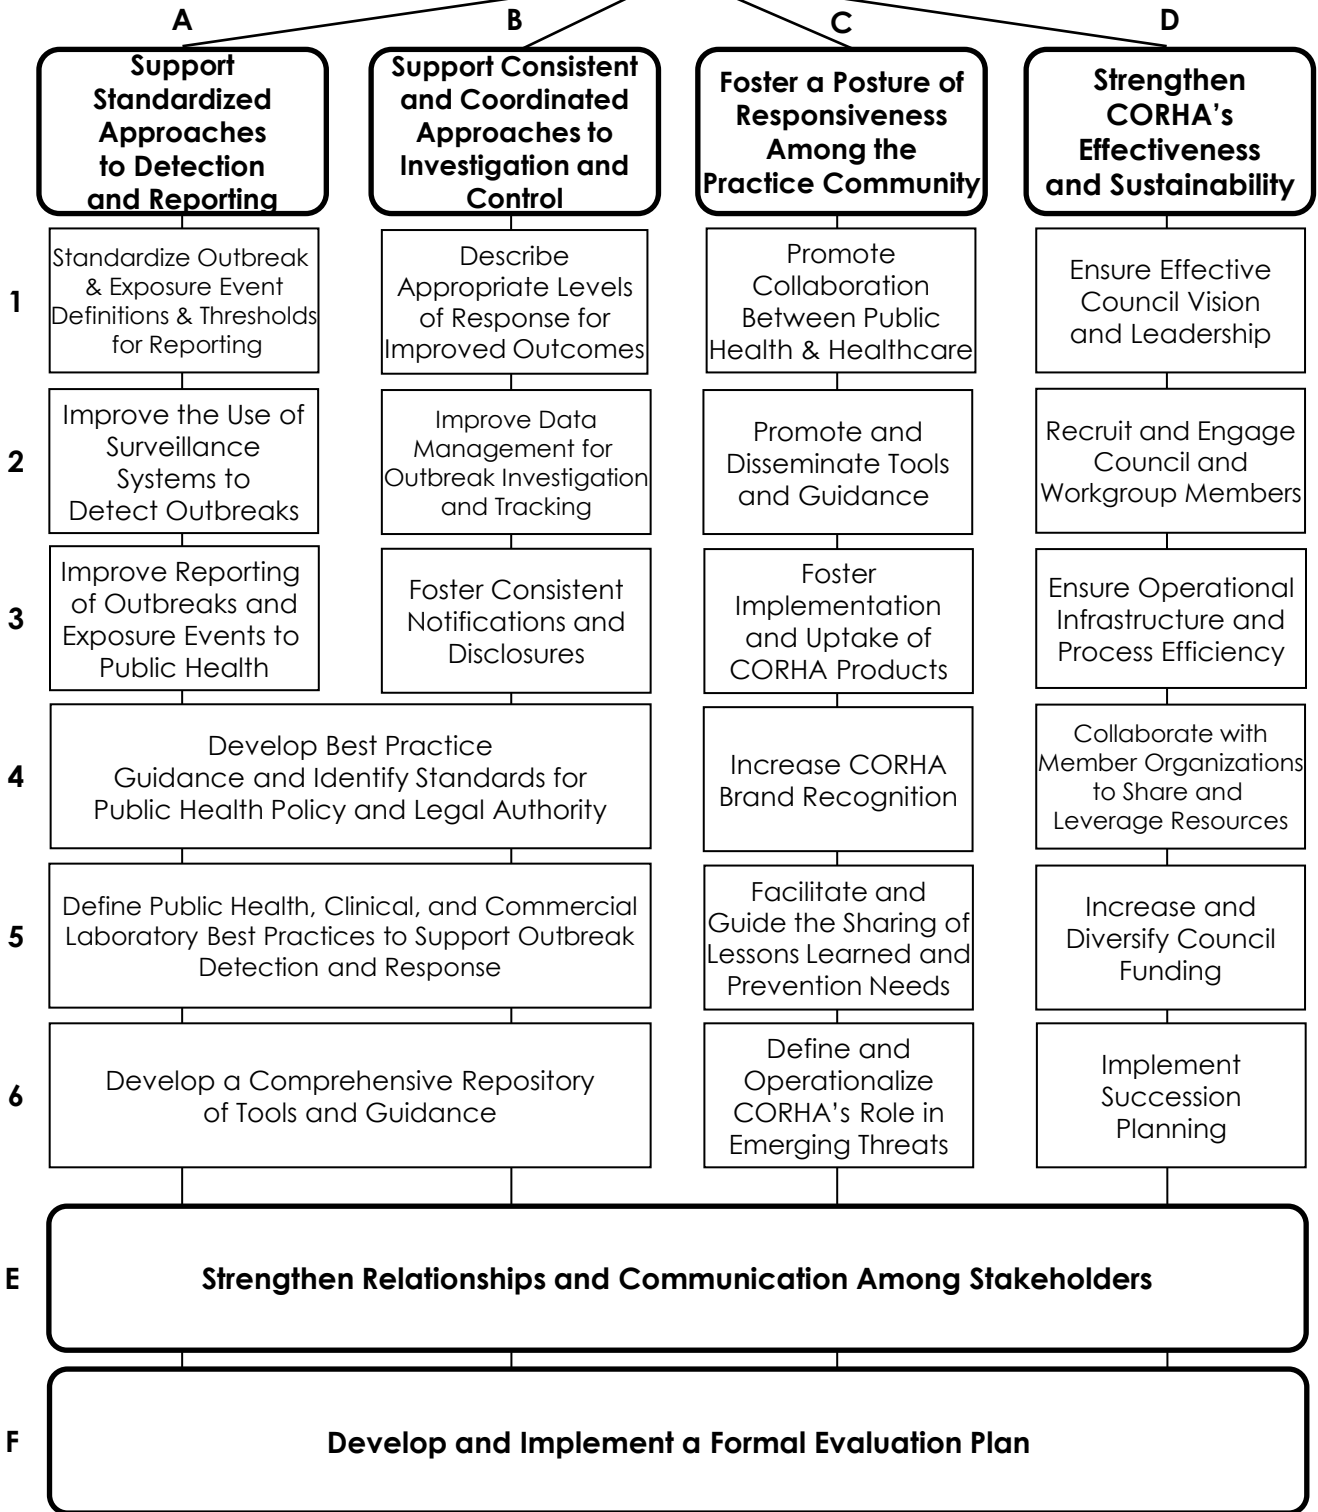 A
B
C
D
Support
Standardized
Approaches
to Detection
and Reporting
Support Consistent
and Coordinated
Approaches to
Investigation and
Control
Foster a Posture of
Responsiveness
Among the
Practice Community
Strengthen
CORHA’s
Effectiveness
and Sustainability
1
Standardize Outbreak
& Exposure Event
Definitions & Thresholds
for Reporting
Describe
Appropriate Levels
of Response for
Improved Outcomes
Promote
Collaboration
Between Public
Health & Healthcare
Ensure Effective
Council Vision
and Leadership
2
Improve the Use of
Surveillance
Systems to
Detect Outbreaks
Improve Data
Management for
Outbreak Investigation
and Tracking
Promote and
Disseminate Tools
and Guidance
Recruit and Engage
Council and
Workgroup Members
3
Improve Reporting
of Outbreaks and
Exposure Events to
Public Health
Foster Consistent
Notifications and
Disclosures
Foster
Implementation
and Uptake of
CORHA Products
Ensure Operational
Infrastructure and
Process Efficiency
4
Develop Best Practice
Guidance and Identify Standards for
Public Health Policy and Legal Authority
Increase CORHA
Brand Recognition
Collaborate with
Member Organizations
to Share and
Leverage Resources
5
Define Public Health, Clinical, and Commercial
Laboratory Best Practices to Support Outbreak
Detection and Response
Facilitate and
Guide the Sharing of
Lessons Learned and
Prevention Needs
Increase and
Diversify Council
Funding
6
Develop a Comprehensive Repository
of Tools and Guidance
Define and
Operationalize
CORHA’s Role in
Emerging Threats
Implement
Succession
Planning
E
Strengthen Relationships and Communication Among Stakeholders
F
Develop and Implement a Formal Evaluation Plan